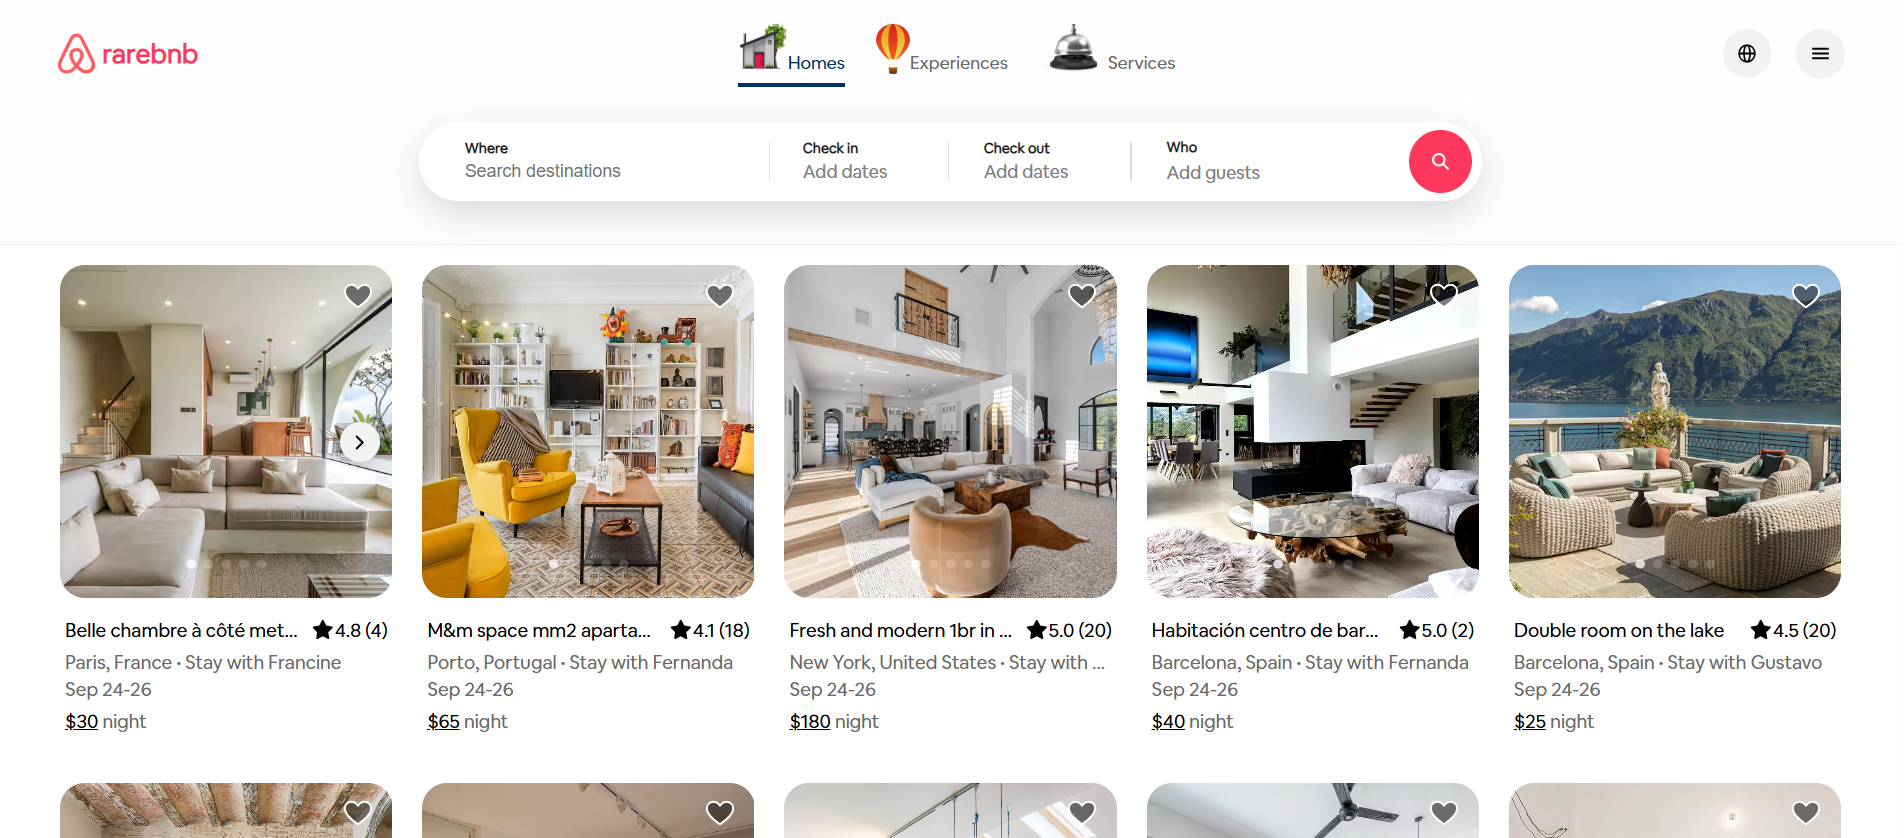 rarebnb
Homes
Experiences
Services
Where
Search destinations
Check in
Add dates
Check out
Add dates
Who
Add guests
Belle chambre à côté met... 4.8 (4)
Paris, France · Stay with Francine
Sep 24-26
$30 night
M&m space mm2 aparta... 4.1 (18)
Porto, Portugal · Stay with Fernanda
Sep 24-26
$65 night
Fresh and modern 1br in ... 5.0 (20)
New York, United States · Stay with ...
Sep 24-26
$180 night
Habitación centro de bar... 5.0 (2)
Barcelona, Spain · Stay with Fernanda
Sep 24-26
$40 night
Double room on the lake 4.5 (20)
Barcelona, Spain · Stay with Gustavo
Sep 24-26
$25 night